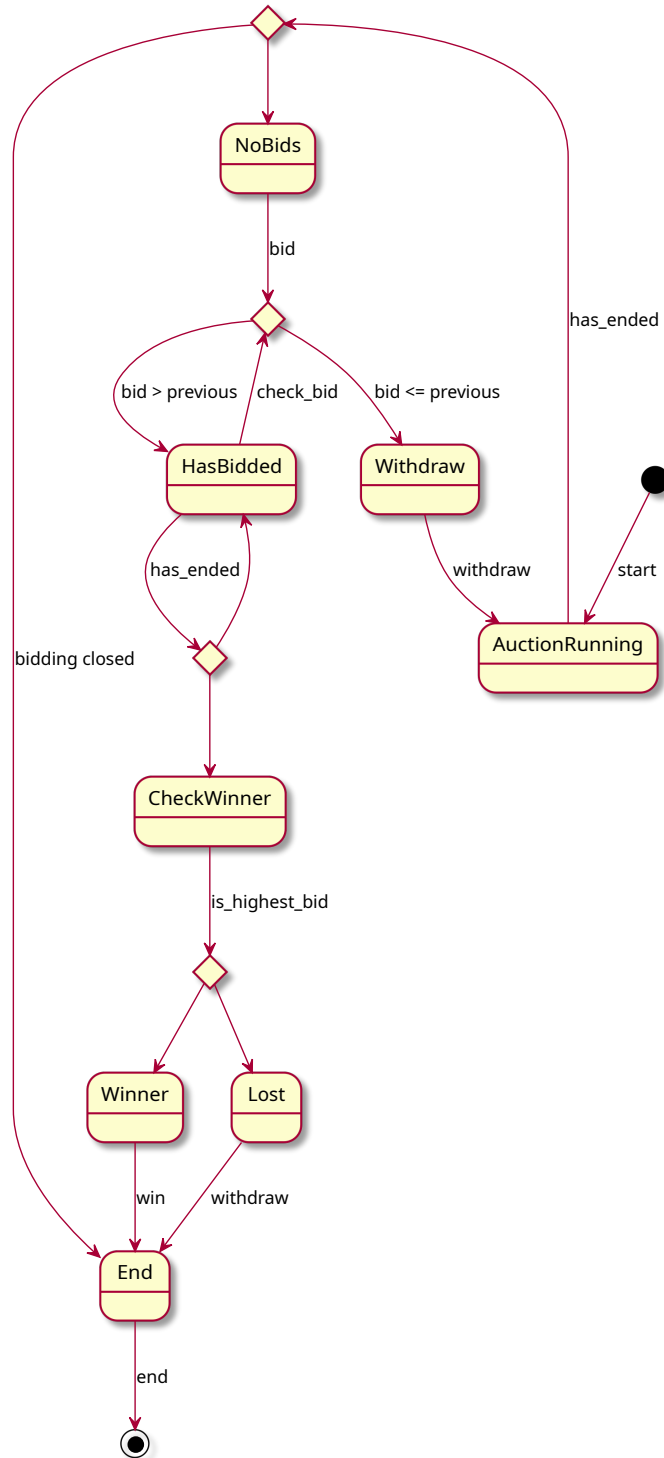 NoBids
bid
has_ended
bid > previous
check_bid
bid <= previous
HasBidded
Withdraw
has_ended
withdraw
start
AuctionRunning
bidding closed
CheckWinner
is_highest_bid
Winner
Lost
win
withdraw
End
end